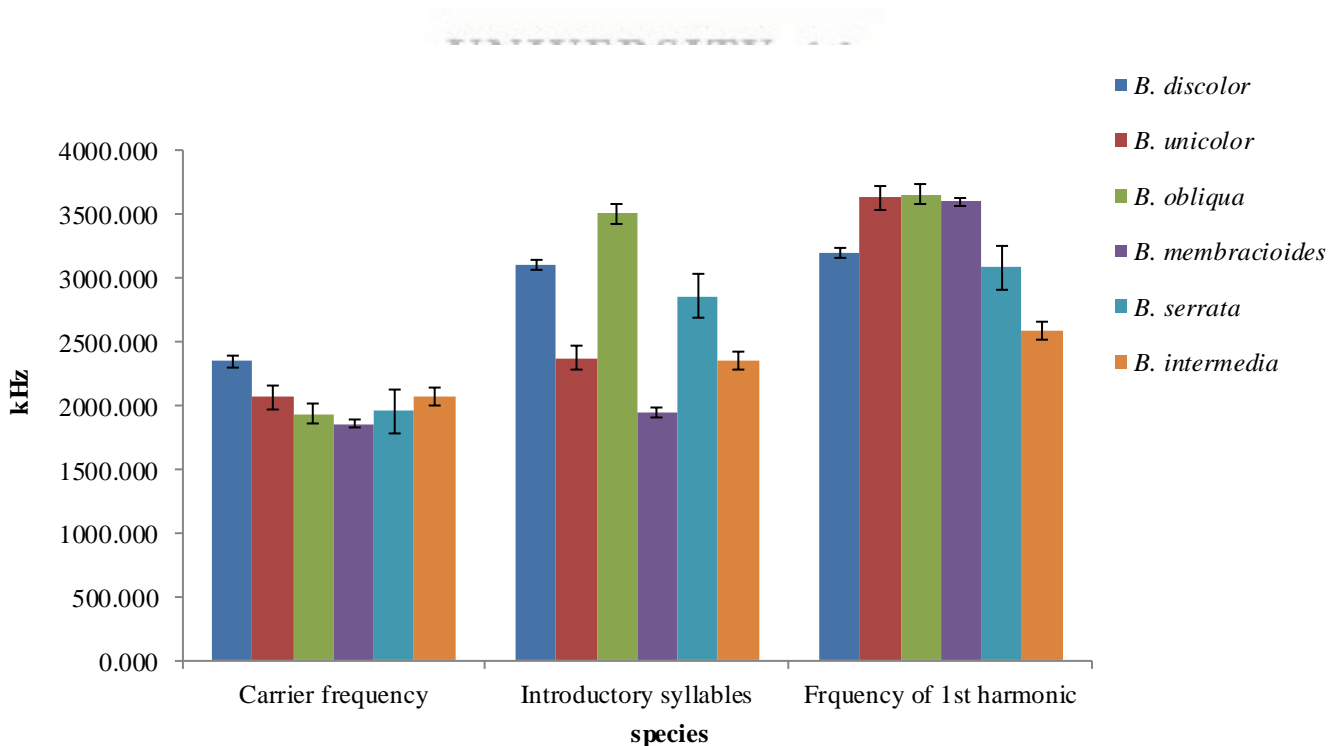 B. discolor
B. unicolor
B. obliqua
B. membracioides
B. serrata
B. intermedia
4000.000
3500.000
3000.000
2500.000
2000.000
1500.000
1000.000
500.000
0.000
kHz
Carrier frequency
Introductory syllables
Frquency of 1st harmonic
species